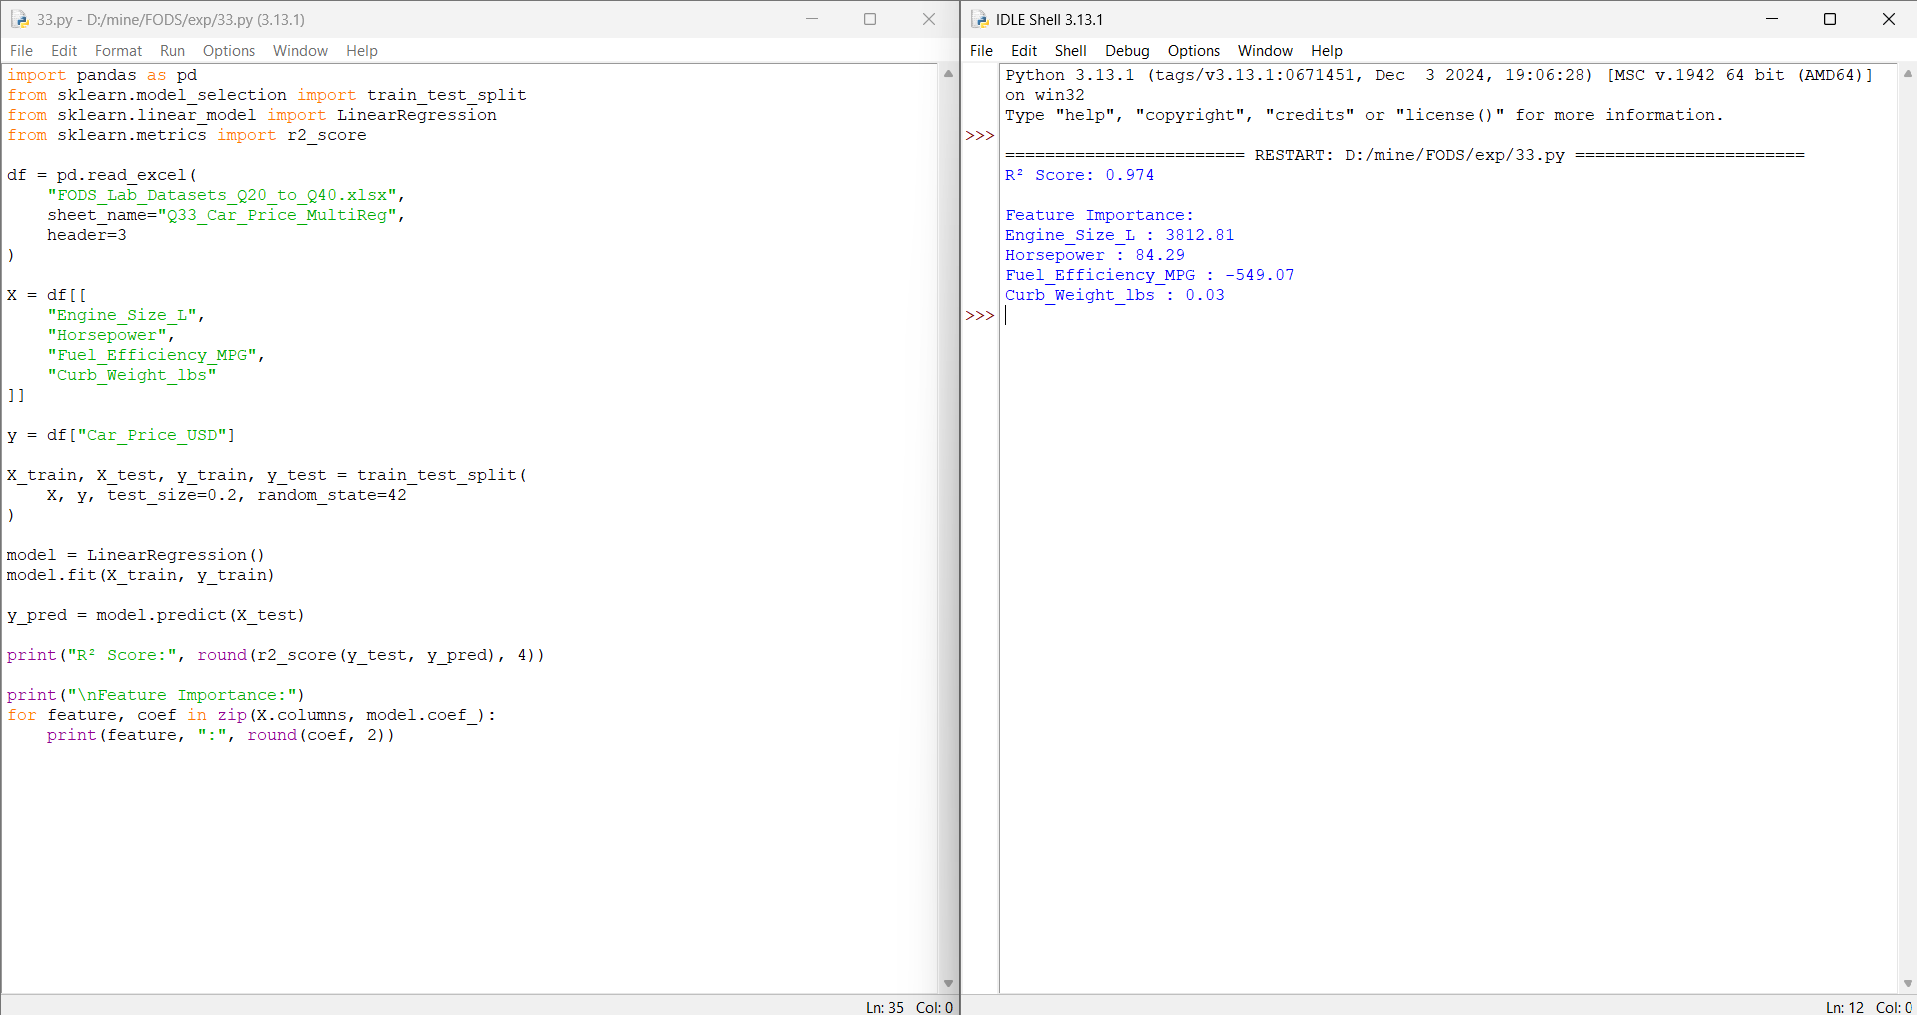 33.py - D:/mine/FODS/exp/33.py (3.13.1)
File Edit Format Run Options Window Help
import pandas as pd
from sklearn.model_selection import train_test_split
from sklearn.linear_model import LinearRegression
from sklearn.metrics import r2_score

df = pd.read_excel(
    "FODS_Lab_Datasets_Q20_to_Q40.xlsx",
    sheet_name="Q33_Car_Price_MultiReg",
    header=3
)

X = df[[
    "Engine_Size_L",
    "Horsepower",
    "Fuel_Efficiency_MPG",
    "Curb_Weight_lbs"
]]

y = df["Car_Price_USD"]

X_train, X_test, y_train, y_test = train_test_split(
    X, y, test_size=0.2, random_state=42
)

model = LinearRegression()
model.fit(X_train, y_train)

y_pred = model.predict(X_test)

print("R² Score:", round(r2_score(y_test, y_pred), 4))

print("\nFeature Importance:")
for feature, coef in zip(X.columns, model.coef_):
    print(feature, ":", round(coef, 2))
Ln: 35 Col: 0
IDLE Shell 3.13.1
File Edit Shell Debug Options Window Help
Python 3.13.1 (tags/v3.13.1:0671451, Dec  3 2024, 19:06:28) [MSC v.1942 64 bit (AMD64)]
on win32
Type "help", "copyright", "credits" or "license()" for more information.
>>>
======================== RESTART: D:/mine/FODS/exp/33.py =======================
R² Score: 0.974

Feature Importance:
Engine_Size_L : 3812.81
Horsepower : 84.29
Fuel_Efficiency_MPG : -549.07
Curb_Weight_lbs : 0.03
>>>
Ln: 12 Col: 0